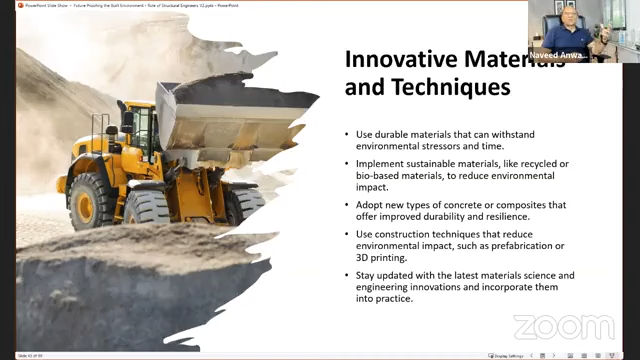 PowerPoint Slide Show - Future Proofing the Built Environment - Role of Structural Engineers V2.pptx - PowerPoint
Naveed Anwa...
Innovative Materials
and Techniques
• Use durable materials that can withstand
environmental stressors and time.
• Implement sustainable materials, like recycled or
bio-based materials, to reduce environmental
impact.
• Adopt new types of concrete or composites that
offer improved durability and resilience.
• Use construction techniques that reduce
environmental impact, such as prefabrication or
3D printing.
• Stay updated with the latest materials science and
engineering innovations and incorporate them
into practice.
zoom
Display Settings